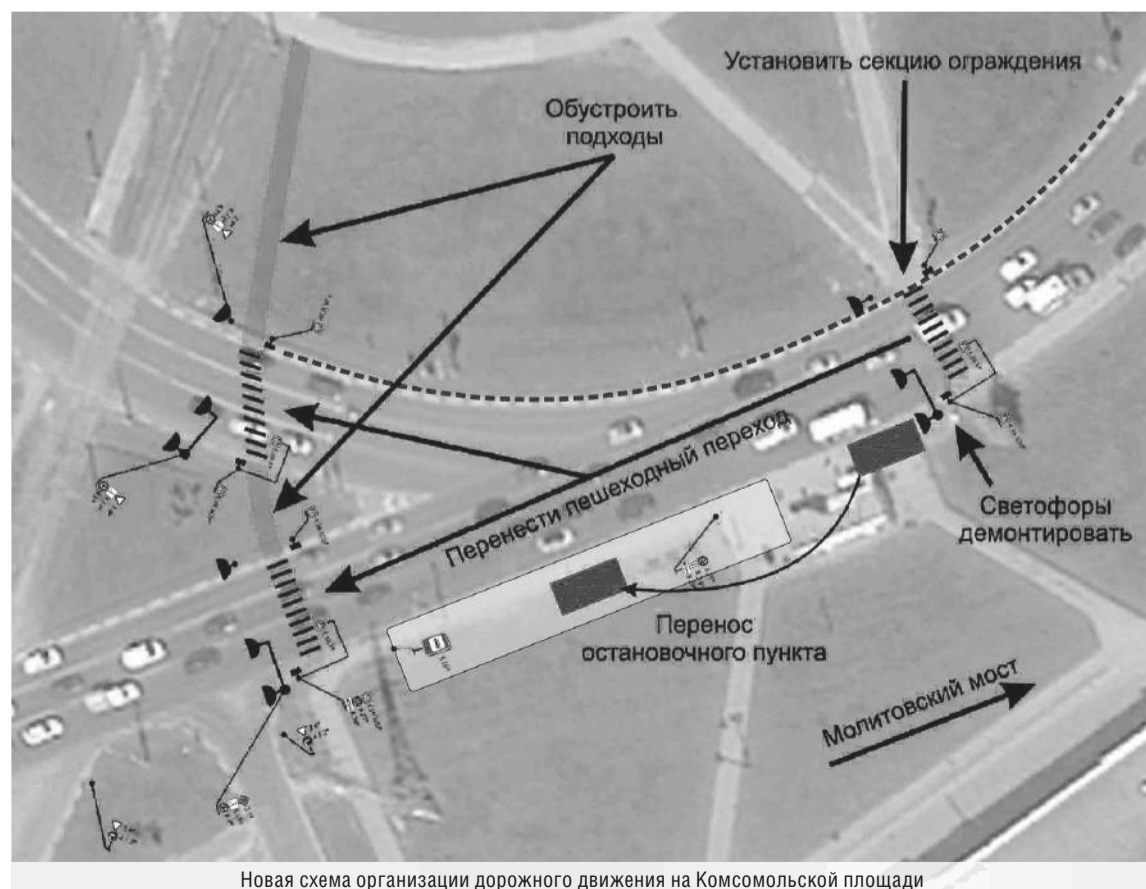 Установить секцию ограждения
Обустроить
подходы
Перенести пешеходный переход
Светофоры
демонтировать
Перенос
остановочного пункта
Молитовский мост
Новая схема организации дорожного движения на Комсомольской площади